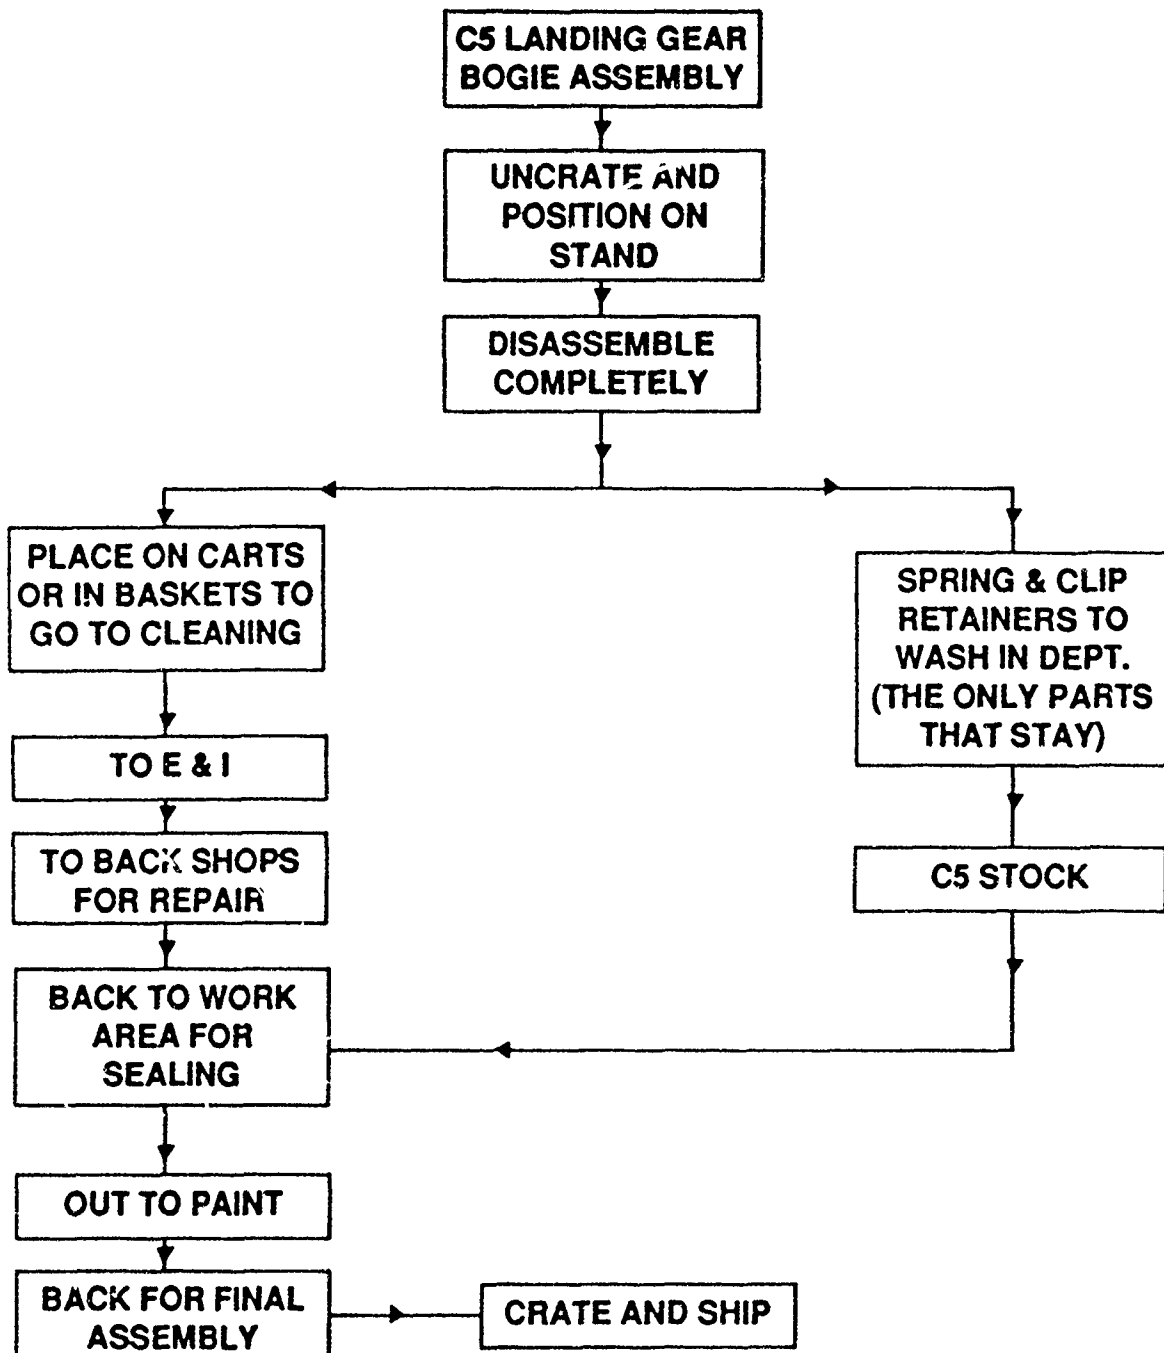 C5 LANDING GEAR
BOGIE ASSEMBLY
UNCRATE AND
POSITION ON
STAND
DISASSEMBLE
COMPLETELY
PLACE ON CARTS
OR IN BASKETS TO
GO TO CLEANING
SPRING & CLIP
RETAINERS TO
WASH IN DEPT.
(THE ONLY PARTS
THAT STAY)
TO E & I
TO BACK SHOPS
FOR REPAIR
C5 STOCK
BACK TO WORK
AREA FOR
SEALING
OUT TO PAINT
BACK FOR FINAL
ASSEMBLY
CRATE AND SHIP